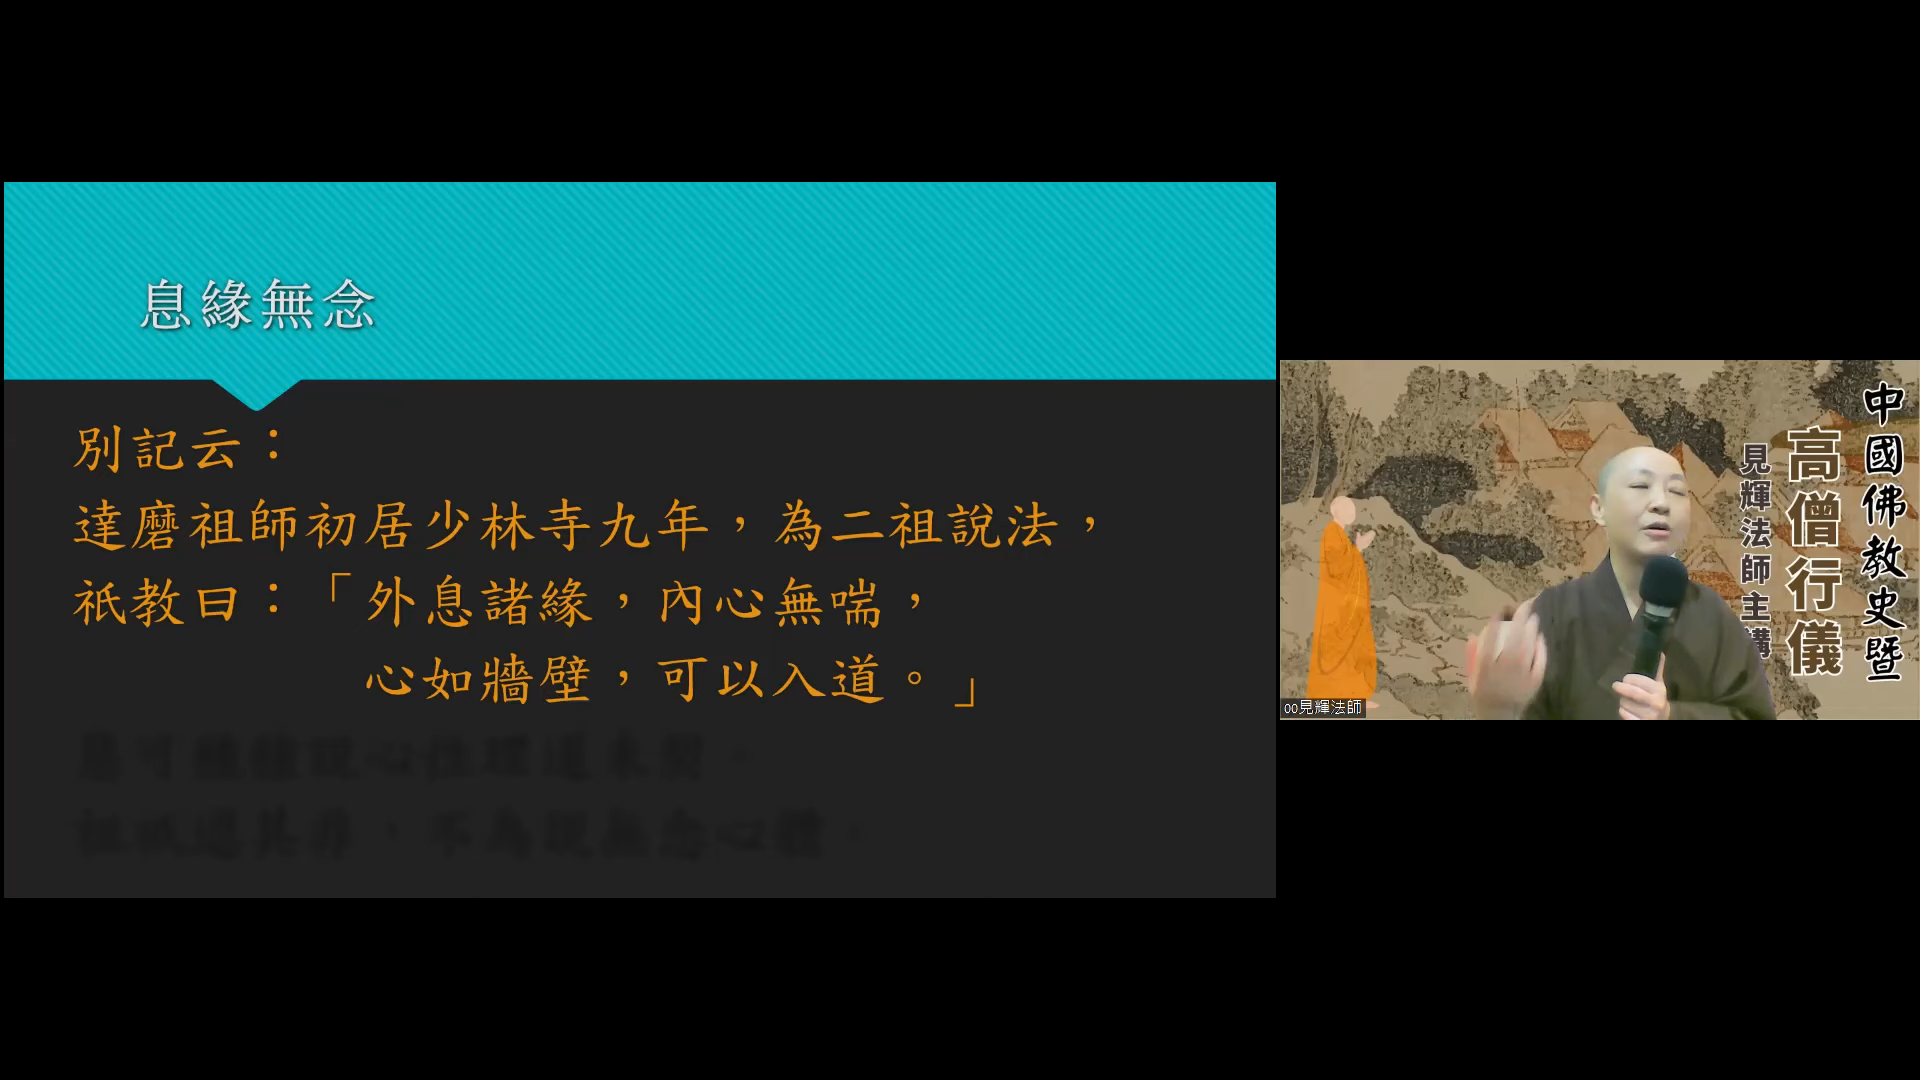 息緣無念
別記云：
達磨祖師初居少林寺九年，為二祖說法，
祇教曰：「外息諸緣，內心無喘，
心如牆壁，可以入道。」
中國佛教史暨
高僧行儀
見輝法師主講
oo見輝法師